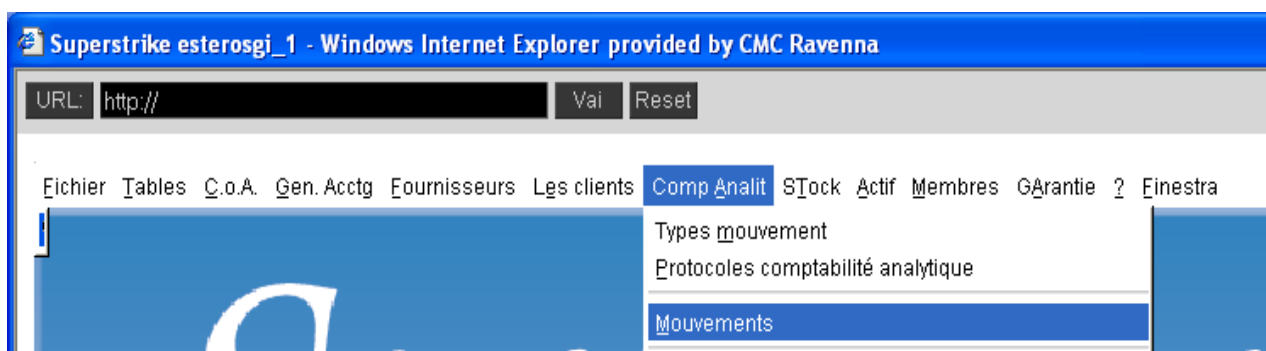 Superstrike esterosgi_1 - Windows Internet Explorer provided by CMC Ravenna
URL: http:// Vai Reset
Fichier Tables C.o.A. Gen. Acctg Fournisseurs Les clients Comp Analit STock Actif Membres GArantie ? Finestra
Types mouvement
Protocoles comptabilité analytique
Mouvements